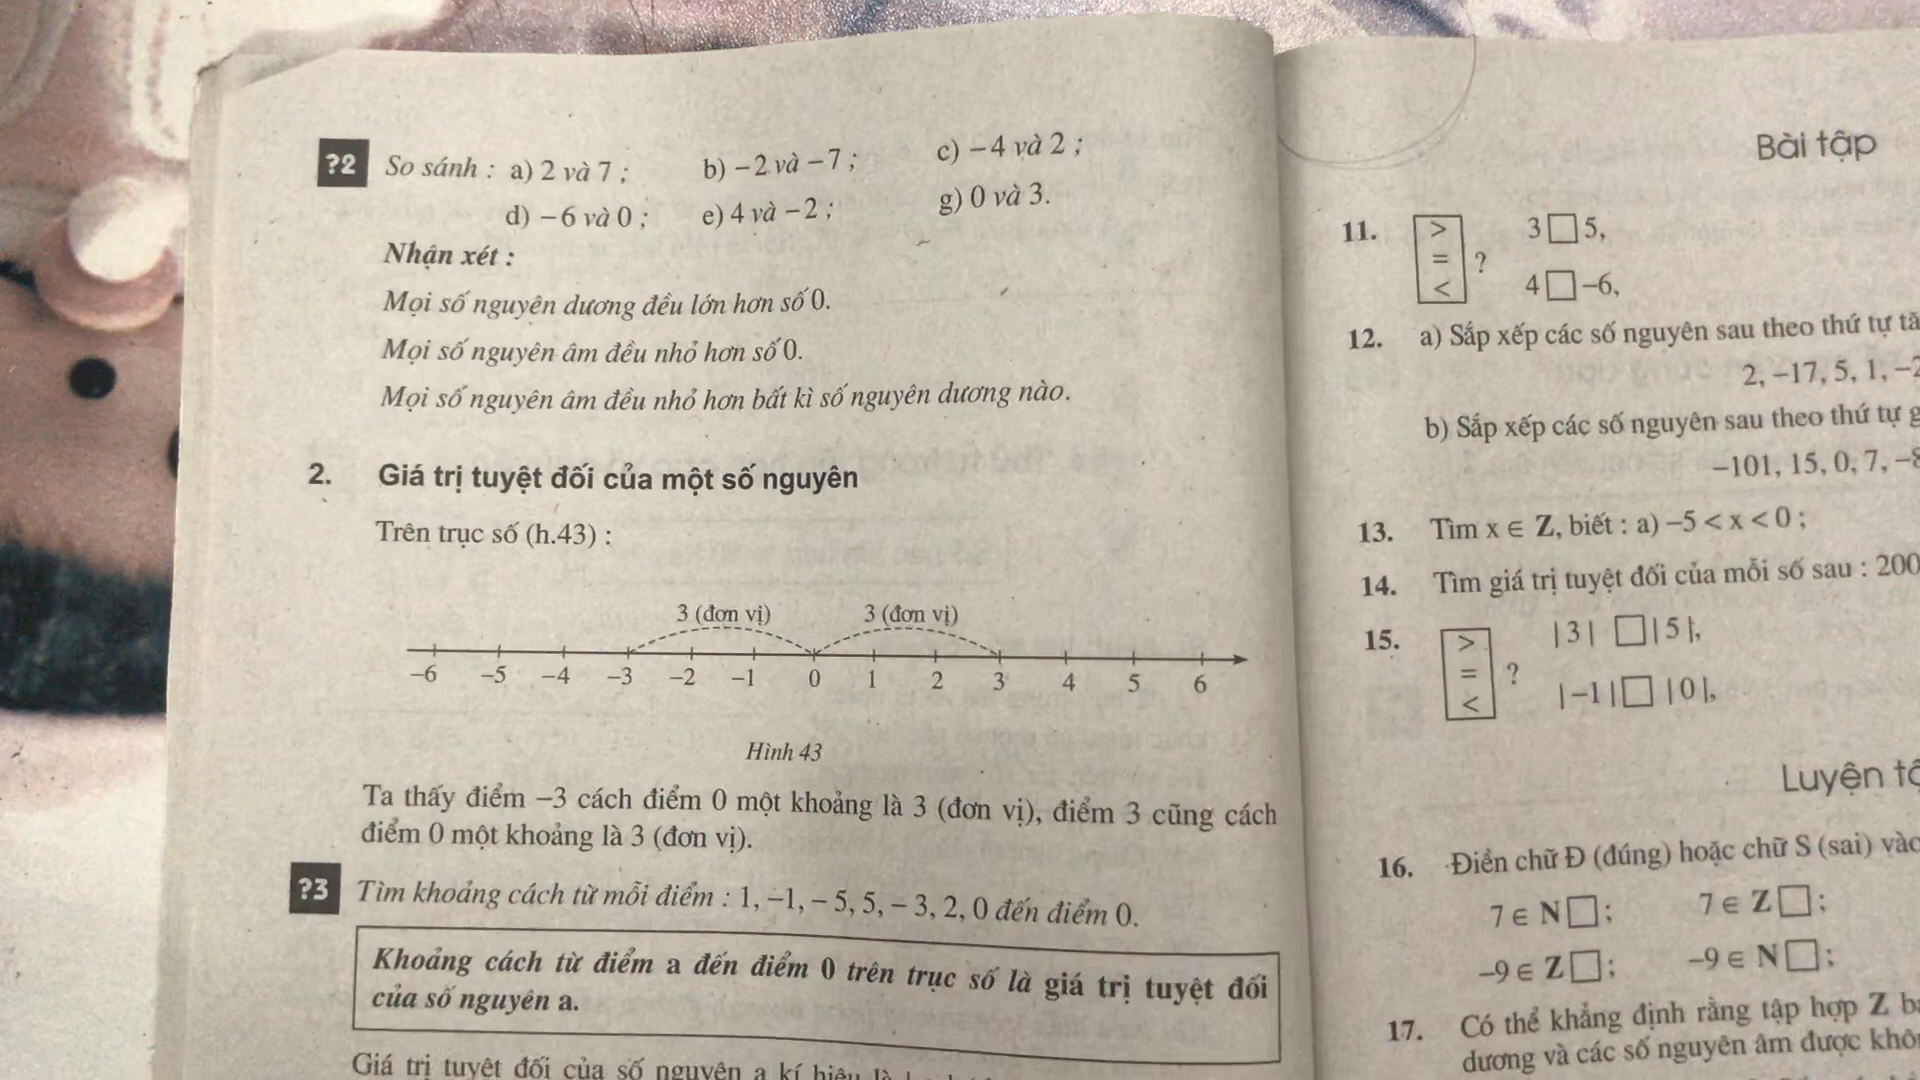 ?2 So sánh : a) 2 và 7 ; b) −2 và −7 ; c) −4 và 2 ;
d) −6 và 0 ; e) 4 và −2 ; g) 0 và 3.
Nhận xét :
Mọi số nguyên dương đều lớn hơn số 0.
Mọi số nguyên âm đều nhỏ hơn số 0.
Mọi số nguyên âm đều nhỏ hơn bất kì số nguyên dương nào.
2. Giá trị tuyệt đối của một số nguyên
Trên trục số (h.43) :
3 (đơn vị) 3 (đơn vị)
−6 −5 −4 −3 −2 −1 0 1 2 3 4 5 6
Hình 43
Ta thấy điểm −3 cách điểm 0 một khoảng là 3 (đơn vị), điểm 3 cũng cách
điểm 0 một khoảng là 3 (đơn vị).
?3 Tìm khoảng cách từ mỗi điểm : 1, −1, − 5, 5, − 3, 2, 0 đến điểm 0.
Khoảng cách từ điểm a đến điểm 0 trên trục số là giá trị tuyệt đối
của số nguyên a.
Giá trị tuyệt đối của số nguyên a kí hiệu là
Bài tập
11. > = < ? 3 □ 5,
4 □ −6,
12. a) Sắp xếp các số nguyên sau theo thứ tự
2, −17, 5, 1,
b) Sắp xếp các số nguyên sau theo thứ tự
−101, 15, 0, 7,
13. Tìm x ∈ Z, biết : a) −5 < x < 0 ;
14. Tìm giá trị tuyệt đối của mỗi số sau : 200
15. > = < ? | 3 | □ | 5 |,
| −1 | □ | 0 |,
Luyện
16. Điền chữ Đ (đúng) hoặc chữ S (sai)
7 ∈ N □ ; 7 ∈ Z □ ;
−9 ∈ Z □ ; −9 ∈ N □ ;
17. Có thể khẳng định rằng tập hợp Z
dương và các số nguyên âm được